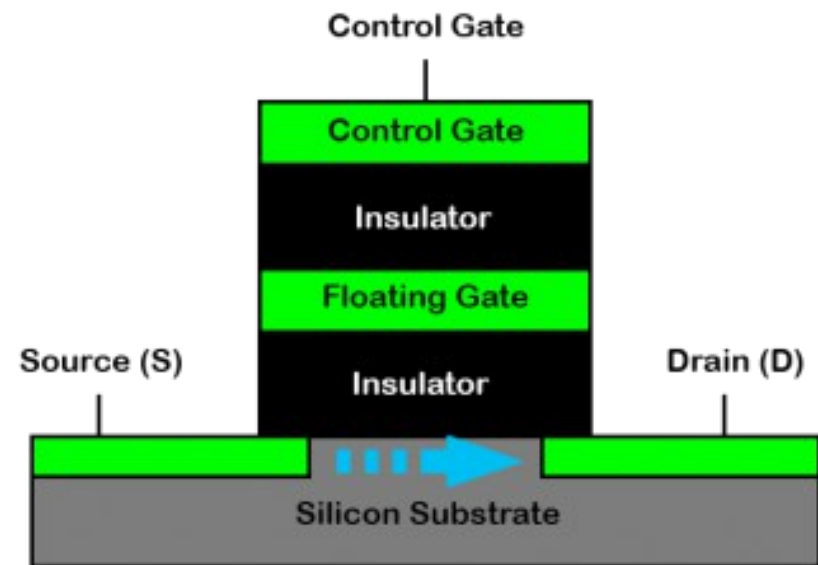 Control Gate
Control Gate
Insulator
Floating Gate
Source (S)
Drain (D)
Insulator
Silicon Substrate